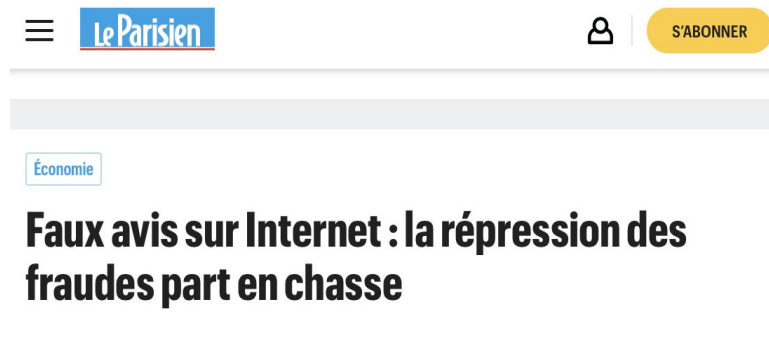 Le Parisien
S'ABONNER
Économie
Faux avis sur Internet : la répression des
fraudes part en chasse